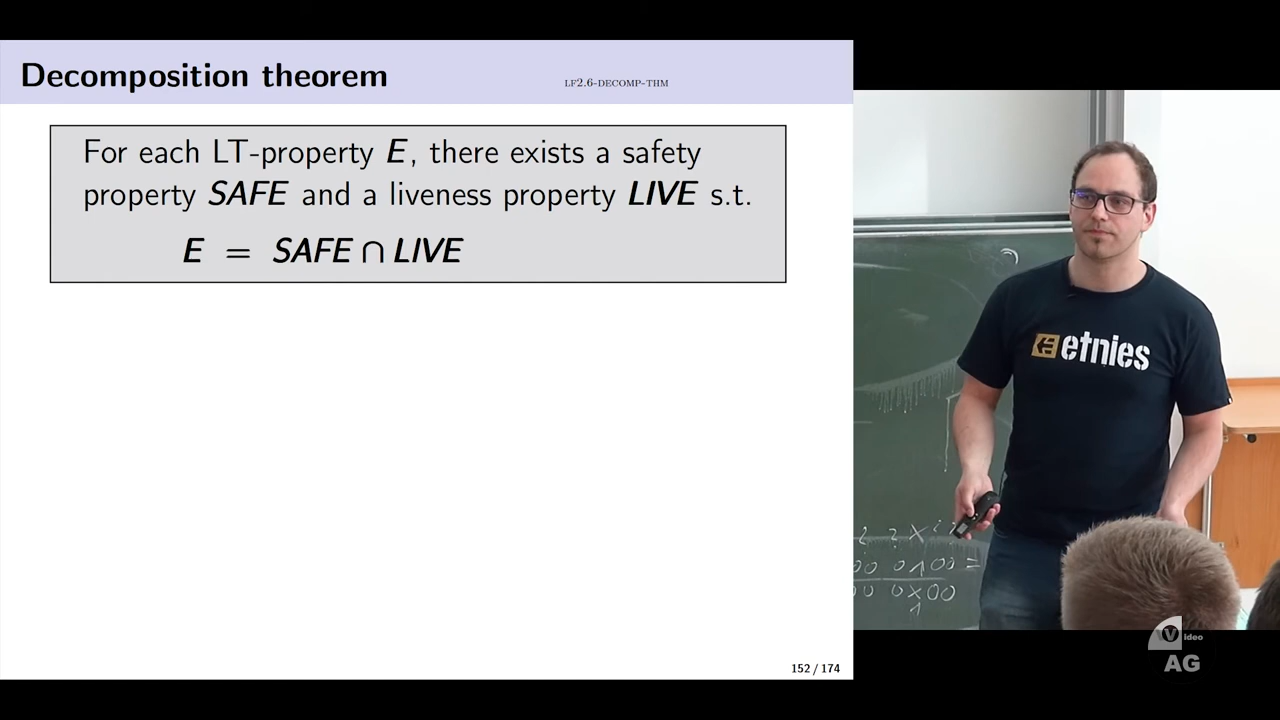 Decomposition theorem
LF2.6-DECOMP-THM
For each LT-property E, there exists a safety
property SAFE and a liveness property LIVE s.t.
E = SAFE ∩ LIVE
152 / 174
etnies
Video
AG